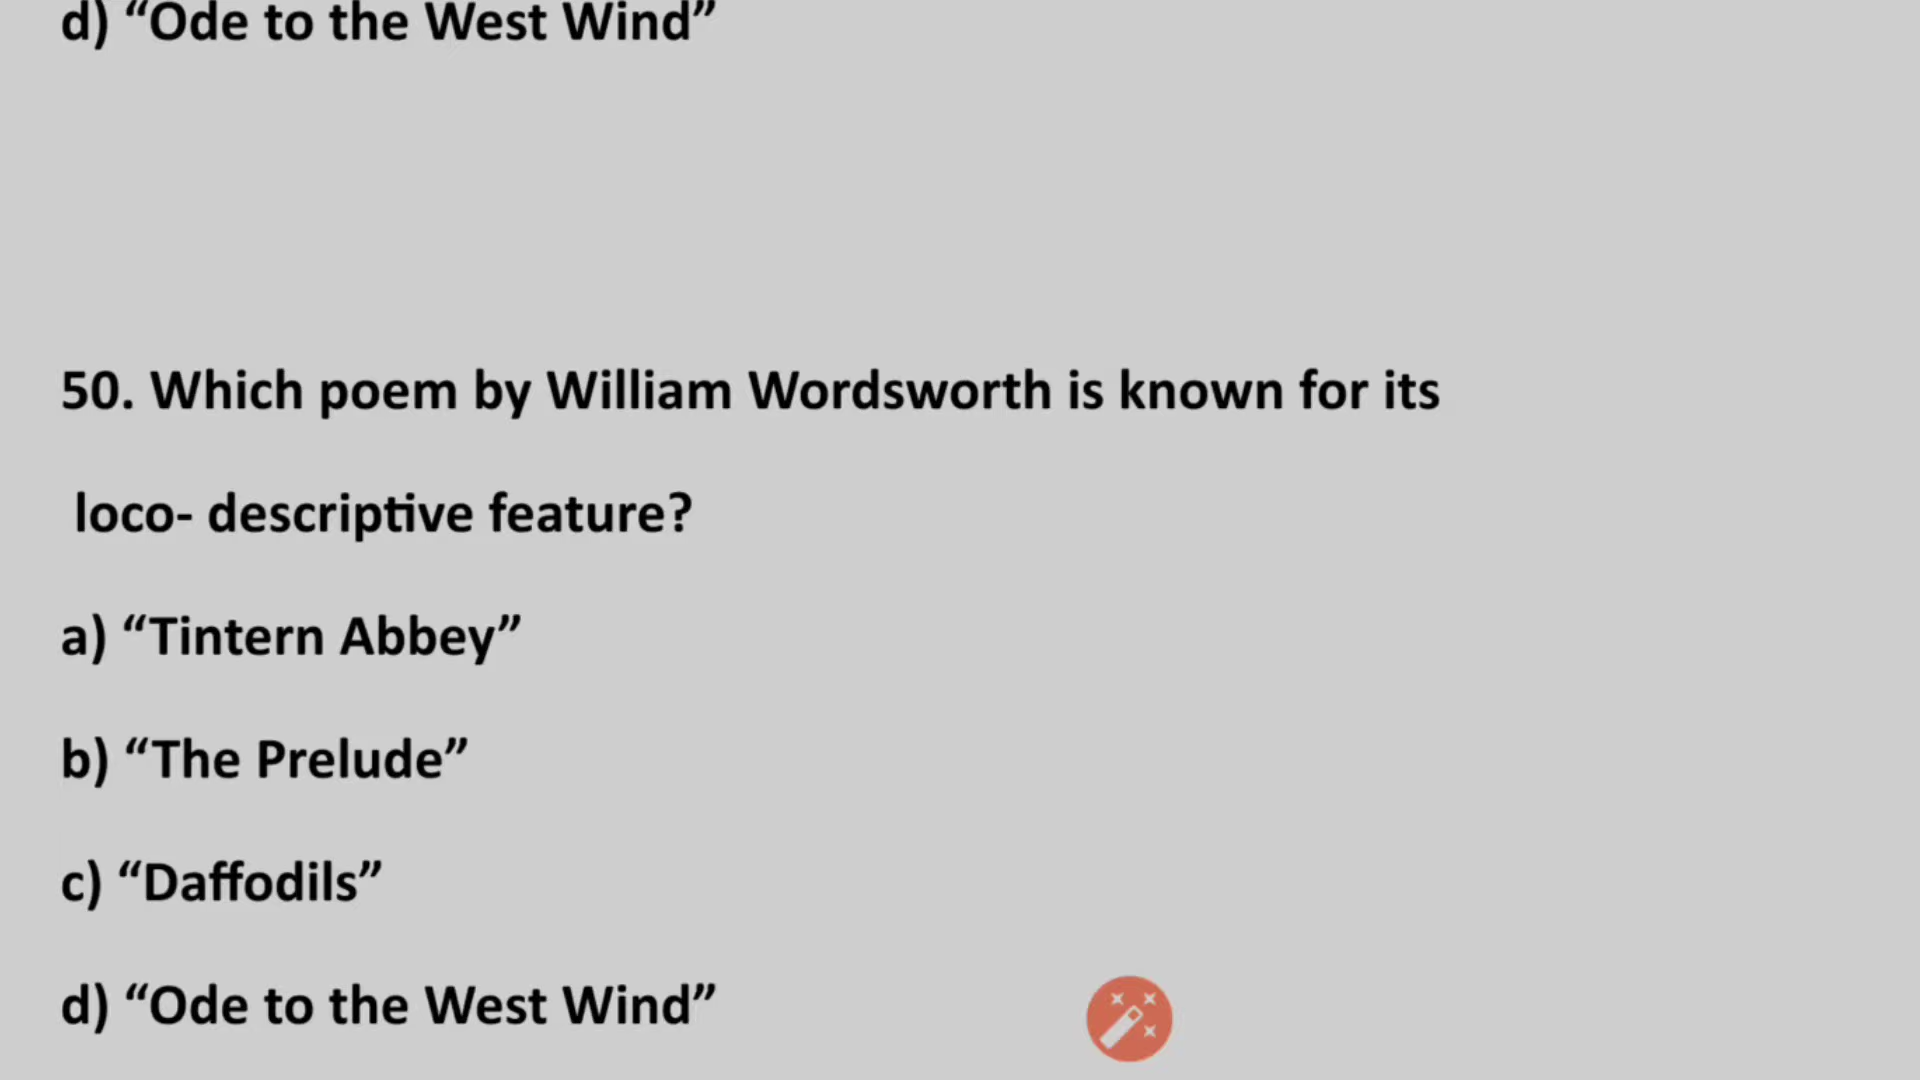 d) “Ode to the West Wind”
50. Which poem by William Wordsworth is known for its
loco- descriptive feature?
a) “Tintern Abbey”
b) “The Prelude”
c) “Daffodils”
d) “Ode to the West Wind”